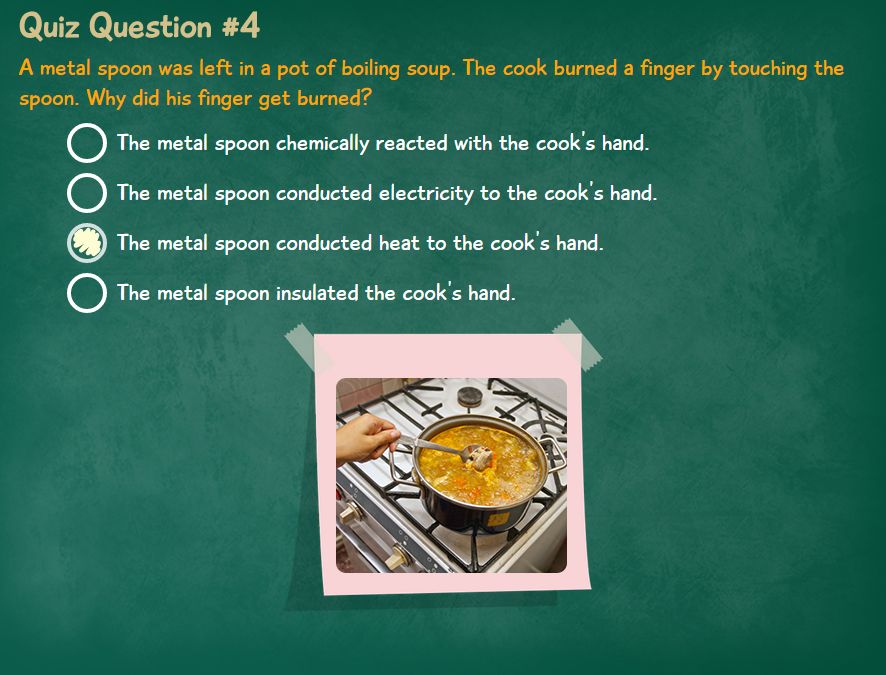 Quiz Question #4
A metal spoon was left in a pot of boiling soup. The cook burned a finger by touching the
spoon. Why did his finger get burned?
The metal spoon chemically reacted with the cook's hand.
The metal spoon conducted electricity to the cook's hand.
The metal spoon conducted heat to the cook's hand.
The metal spoon insulated the cook's hand.